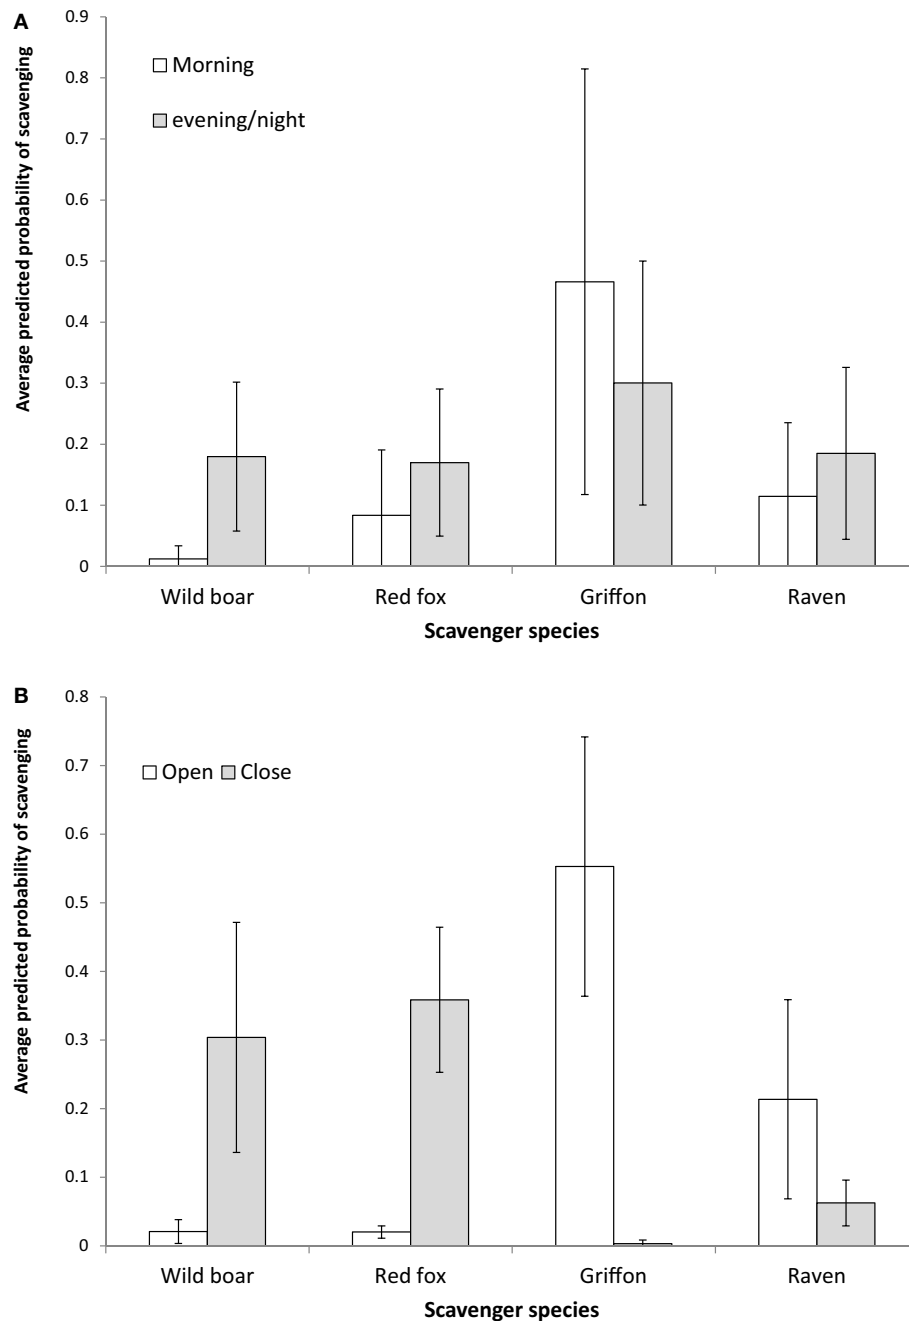 A
0.9
0.8
0.7
0.6
0.5
0.4
0.3
0.2
0.1
0
Average predicted probability of scavenging
Morning
evening/night
Wild boar Red fox Griffon Raven
Scavenger species
B
0.8
0.7
0.6
0.5
0.4
0.3
0.2
0.1
0
Average predicted probability of scavenging
Open Close
Wild boar Red fox Griffon Raven
Scavenger species